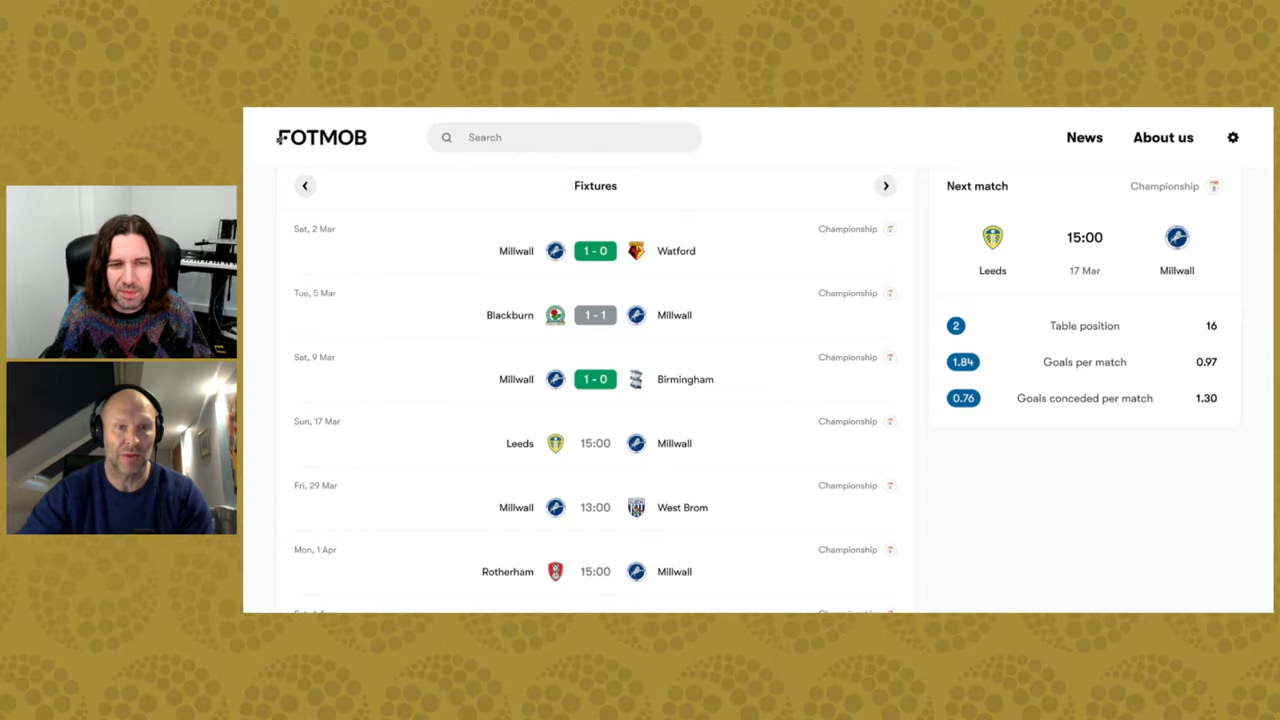 FOTMOB
Search
News
About us
Fixtures
Sat, 2 Mar
Championship
Millwall 1 - 0 Watford
Tue, 5 Mar
Championship
Blackburn 1 - 1 Millwall
Sat, 9 Mar
Championship
Millwall 1 - 0 Birmingham
Sun, 17 Mar
Championship
Leeds 15:00 Millwall
Fri, 29 Mar
Championship
Millwall 13:00 West Brom
Mon, 1 Apr
Championship
Rotherham 15:00 Millwall
Next match
Championship
15:00
Leeds 17 Mar Millwall
2 Table position 16
1.84 Goals per match 0.97
0.76 Goals conceded per match 1.30